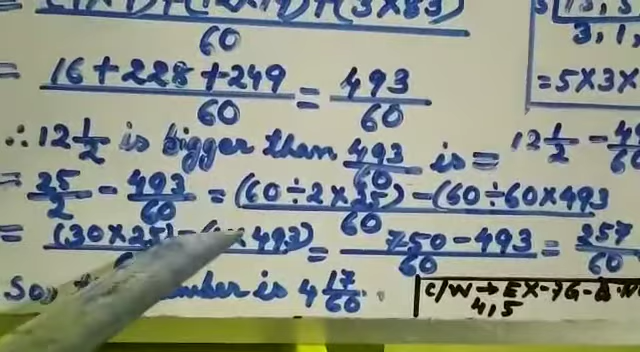 60
= 16+228+249 / 60 = 493 / 60
∴ 12 1/2 is bigger than 493/60 is = 12 1/2 -
= 25/2 - 493/60 = (60÷2×25) - (60÷60×493 / 60
= (30×25) - ×493) = 750-493 / 60 = 257 / 60
So, is 4 17/60.
3, 1,
= 5×3×
C/W → EX-7G-
4, 5